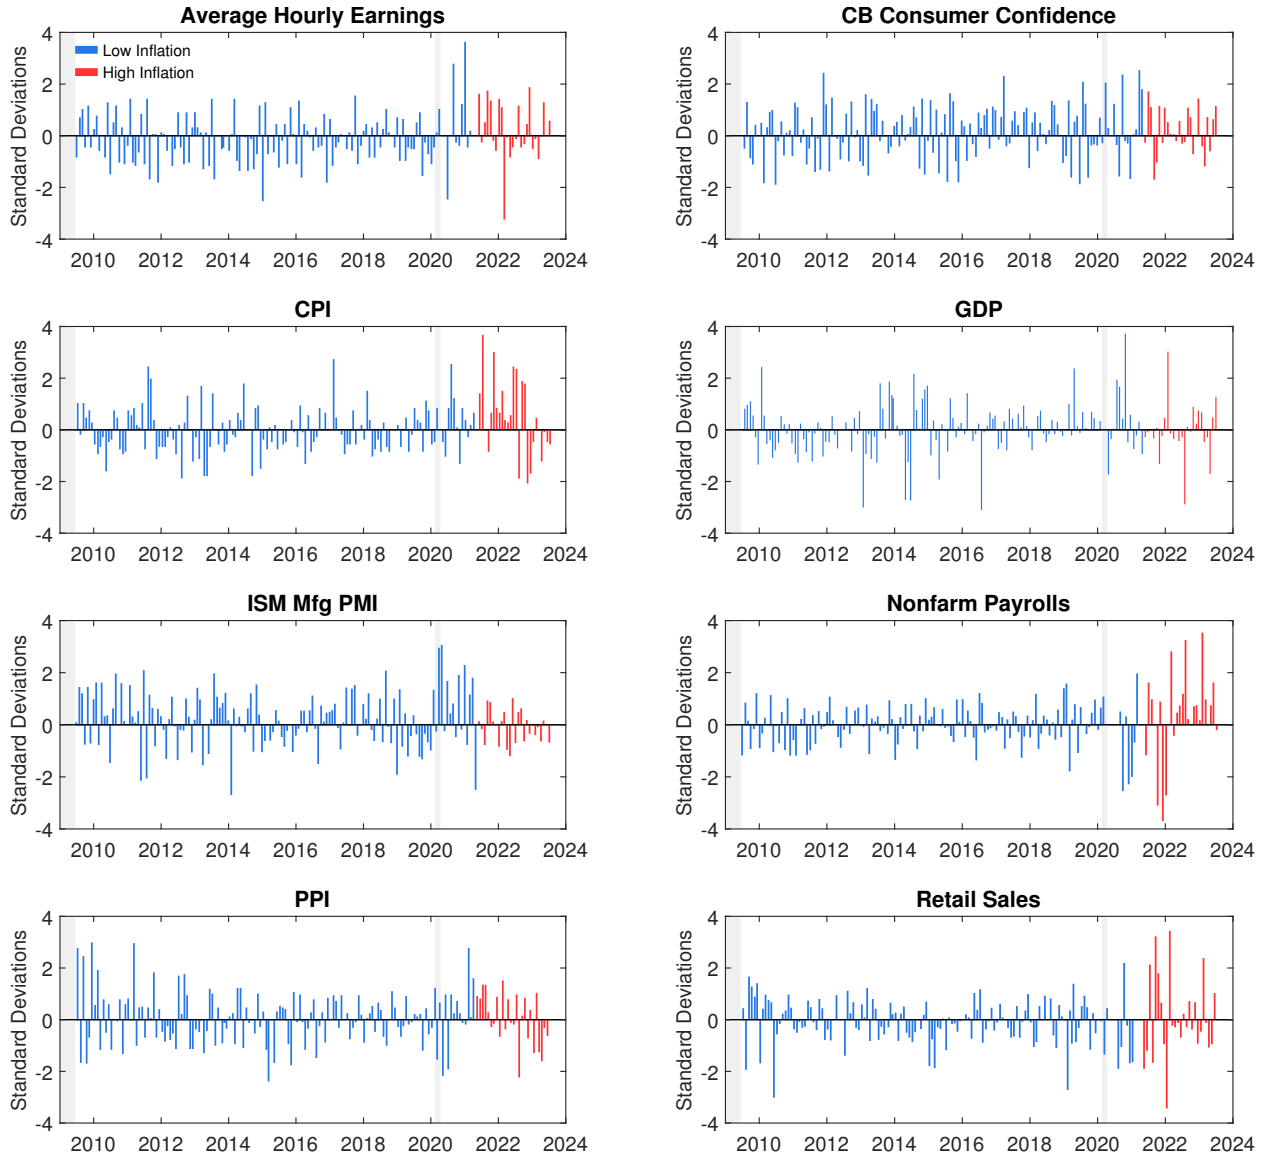 Average Hourly Earnings
Standard Deviations
4
2
0
-2
-4
Low Inflation
High Inflation
2010 2012 2014 2016 2018 2020 2022 2024
CB Consumer Confidence
Standard Deviations
4
2
0
-2
-4
2010 2012 2014 2016 2018 2020 2022 2024
CPI
Standard Deviations
4
2
0
-2
-4
2010 2012 2014 2016 2018 2020 2022 2024
GDP
Standard Deviations
4
2
0
-2
-4
2010 2012 2014 2016 2018 2020 2022 2024
ISM Mfg PMI
Standard Deviations
4
2
0
-2
-4
2010 2012 2014 2016 2018 2020 2022 2024
Nonfarm Payrolls
Standard Deviations
4
2
0
-2
-4
2010 2012 2014 2016 2018 2020 2022 2024
PPI
Standard Deviations
4
2
0
-2
-4
2010 2012 2014 2016 2018 2020 2022 2024
Retail Sales
Standard Deviations
4
2
0
-2
-4
2010 2012 2014 2016 2018 2020 2022 2024